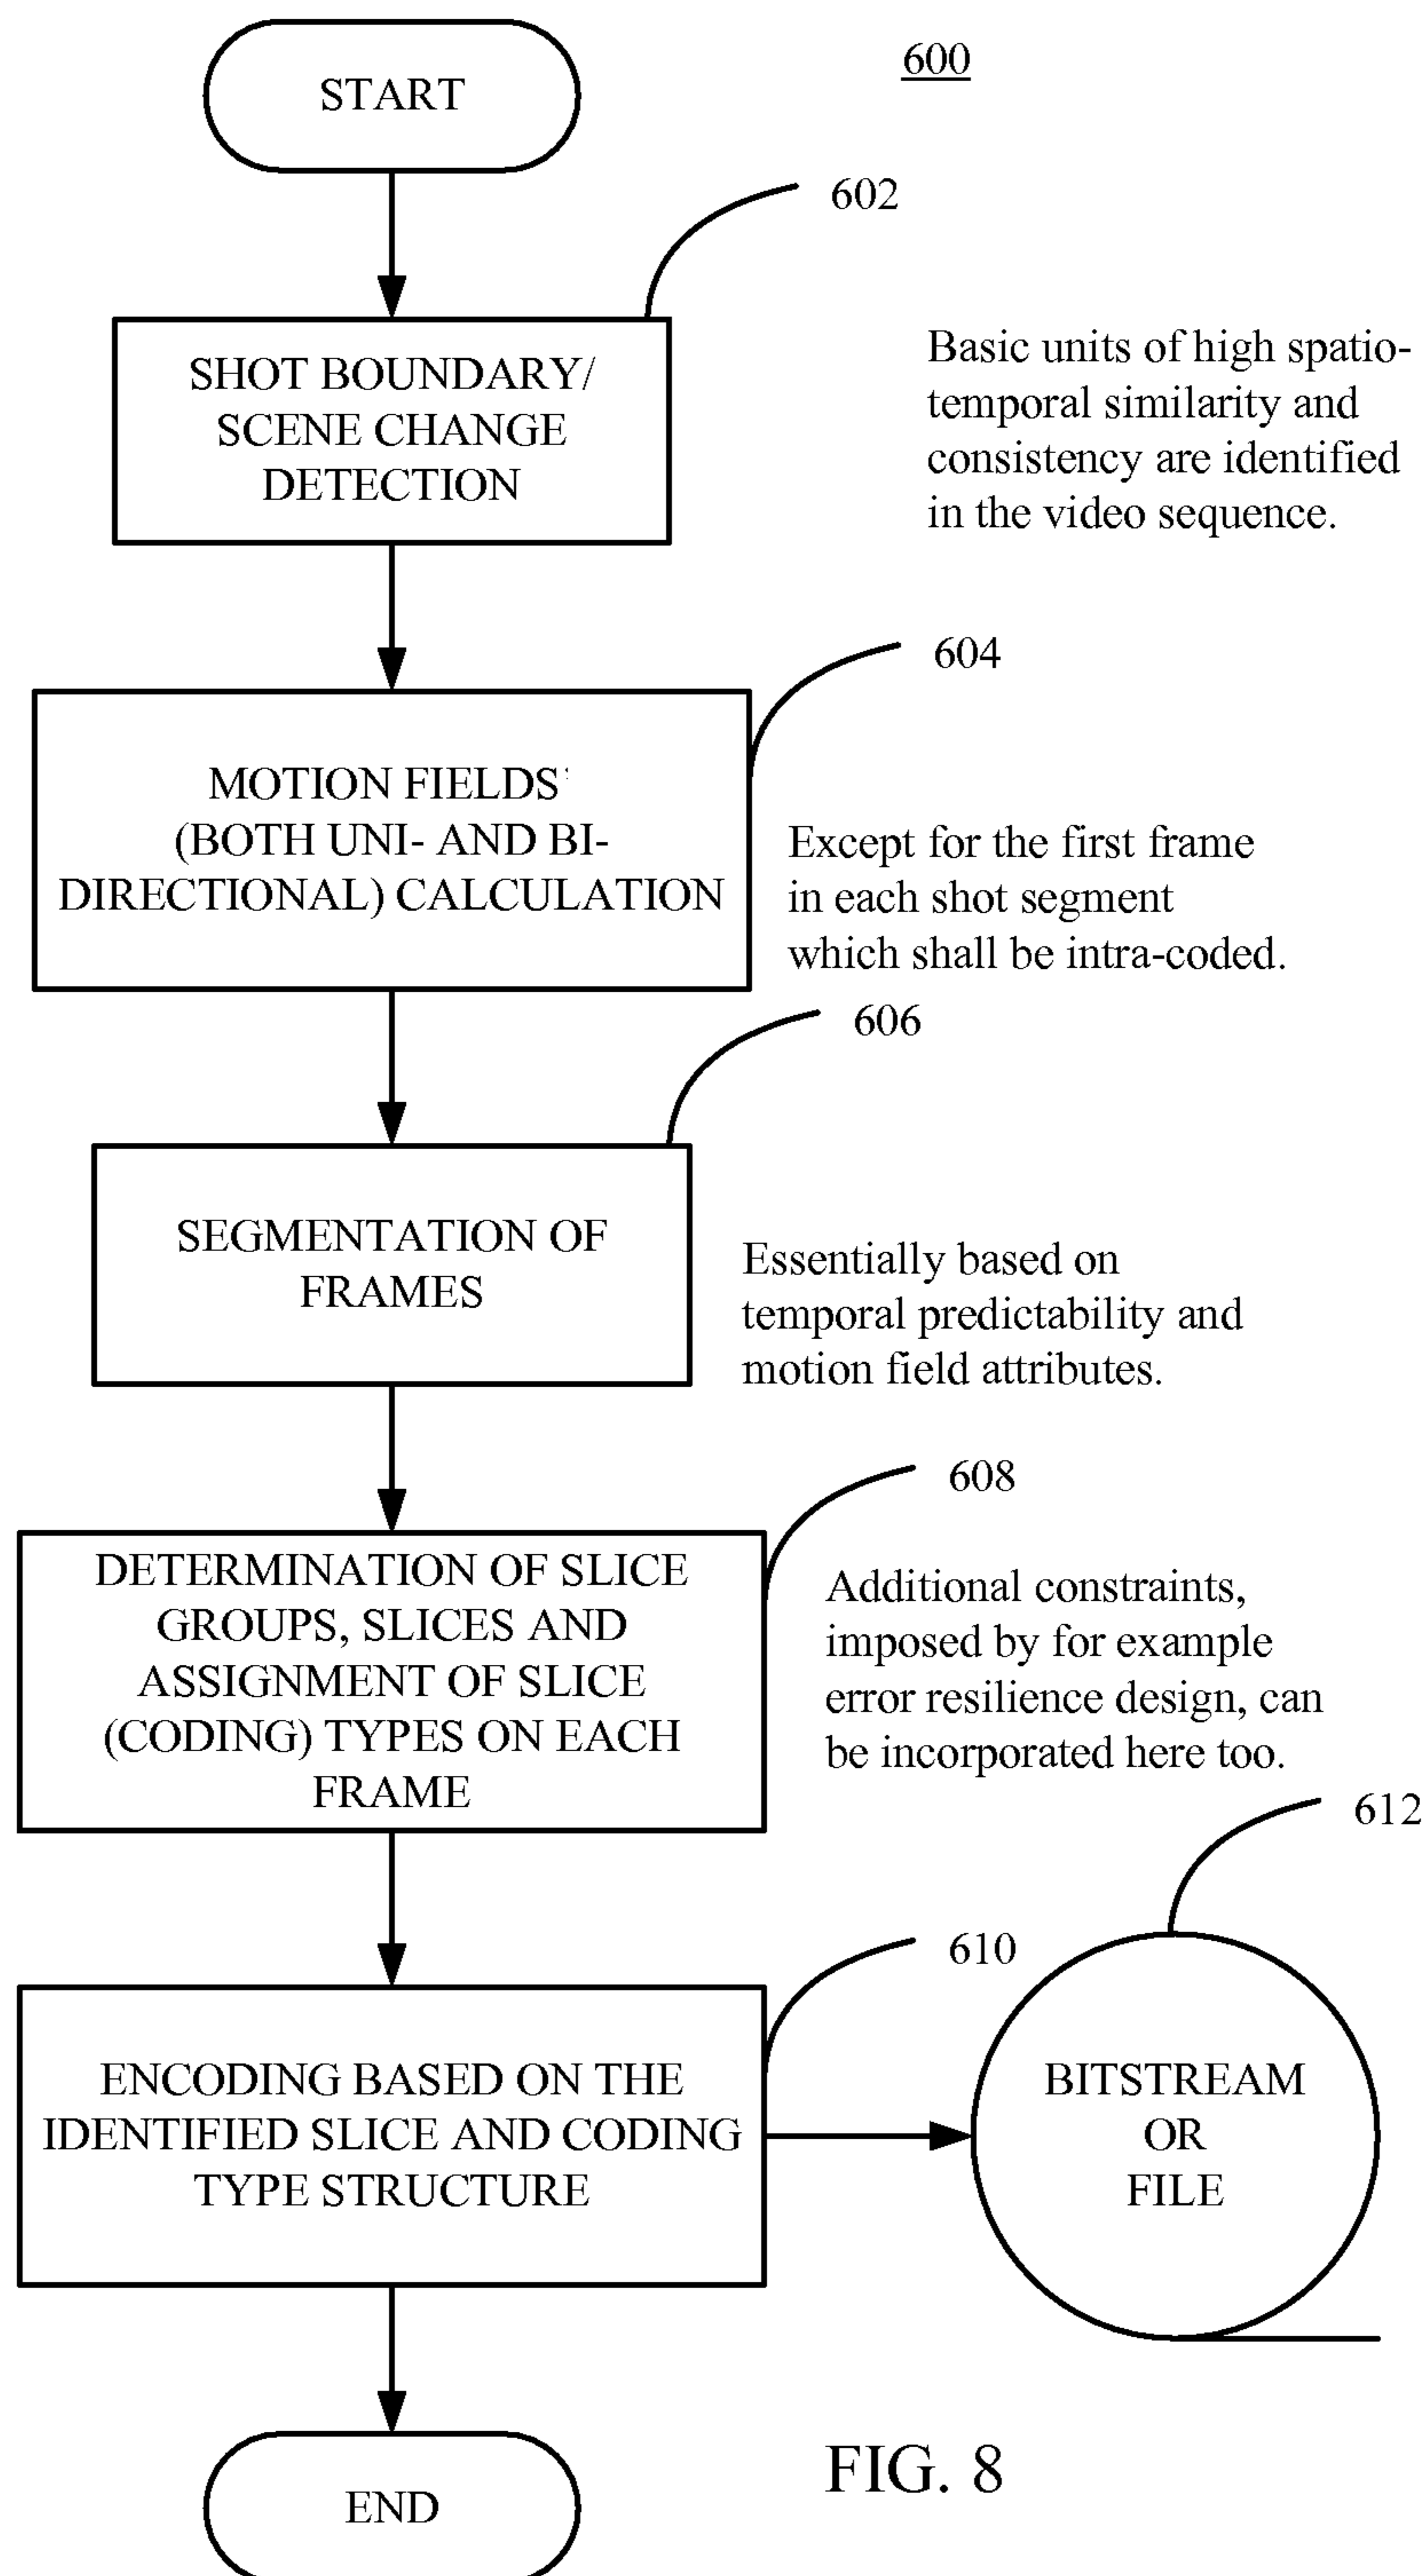 START
600
602
SHOT BOUNDARY/
SCENE CHANGE
DETECTION
Basic units of high spatio-
temporal similarity and
consistency are identified
in the video sequence.
604
MOTION FIELDS'
(BOTH UNI- AND BI-
DIRECTIONAL) CALCULATION
Except for the first frame
in each shot segment
which shall be intra-coded.
606
SEGMENTATION OF
FRAMES
Essentially based on
temporal predictability and
motion field attributes.
608
DETERMINATION OF SLICE
GROUPS, SLICES AND
ASSIGNMENT OF SLICE
(CODING) TYPES ON EACH
FRAME
Additional constraints,
imposed by for example
error resilience design, can
be incorporated here too.
612
610
ENCODING BASED ON THE
IDENTIFIED SLICE AND CODING
TYPE STRUCTURE
BITSTREAM
OR
FILE
END
FIG. 8